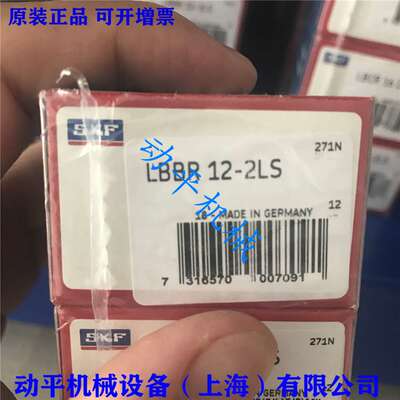 原装正品 可开增票
SKF
271N
LBBR 12-2LS
动平机械
12
MADE IN GERMANY
7 316570 007091
SKF
271N
12
GERMANY
动平机械设备（上海）有限公司